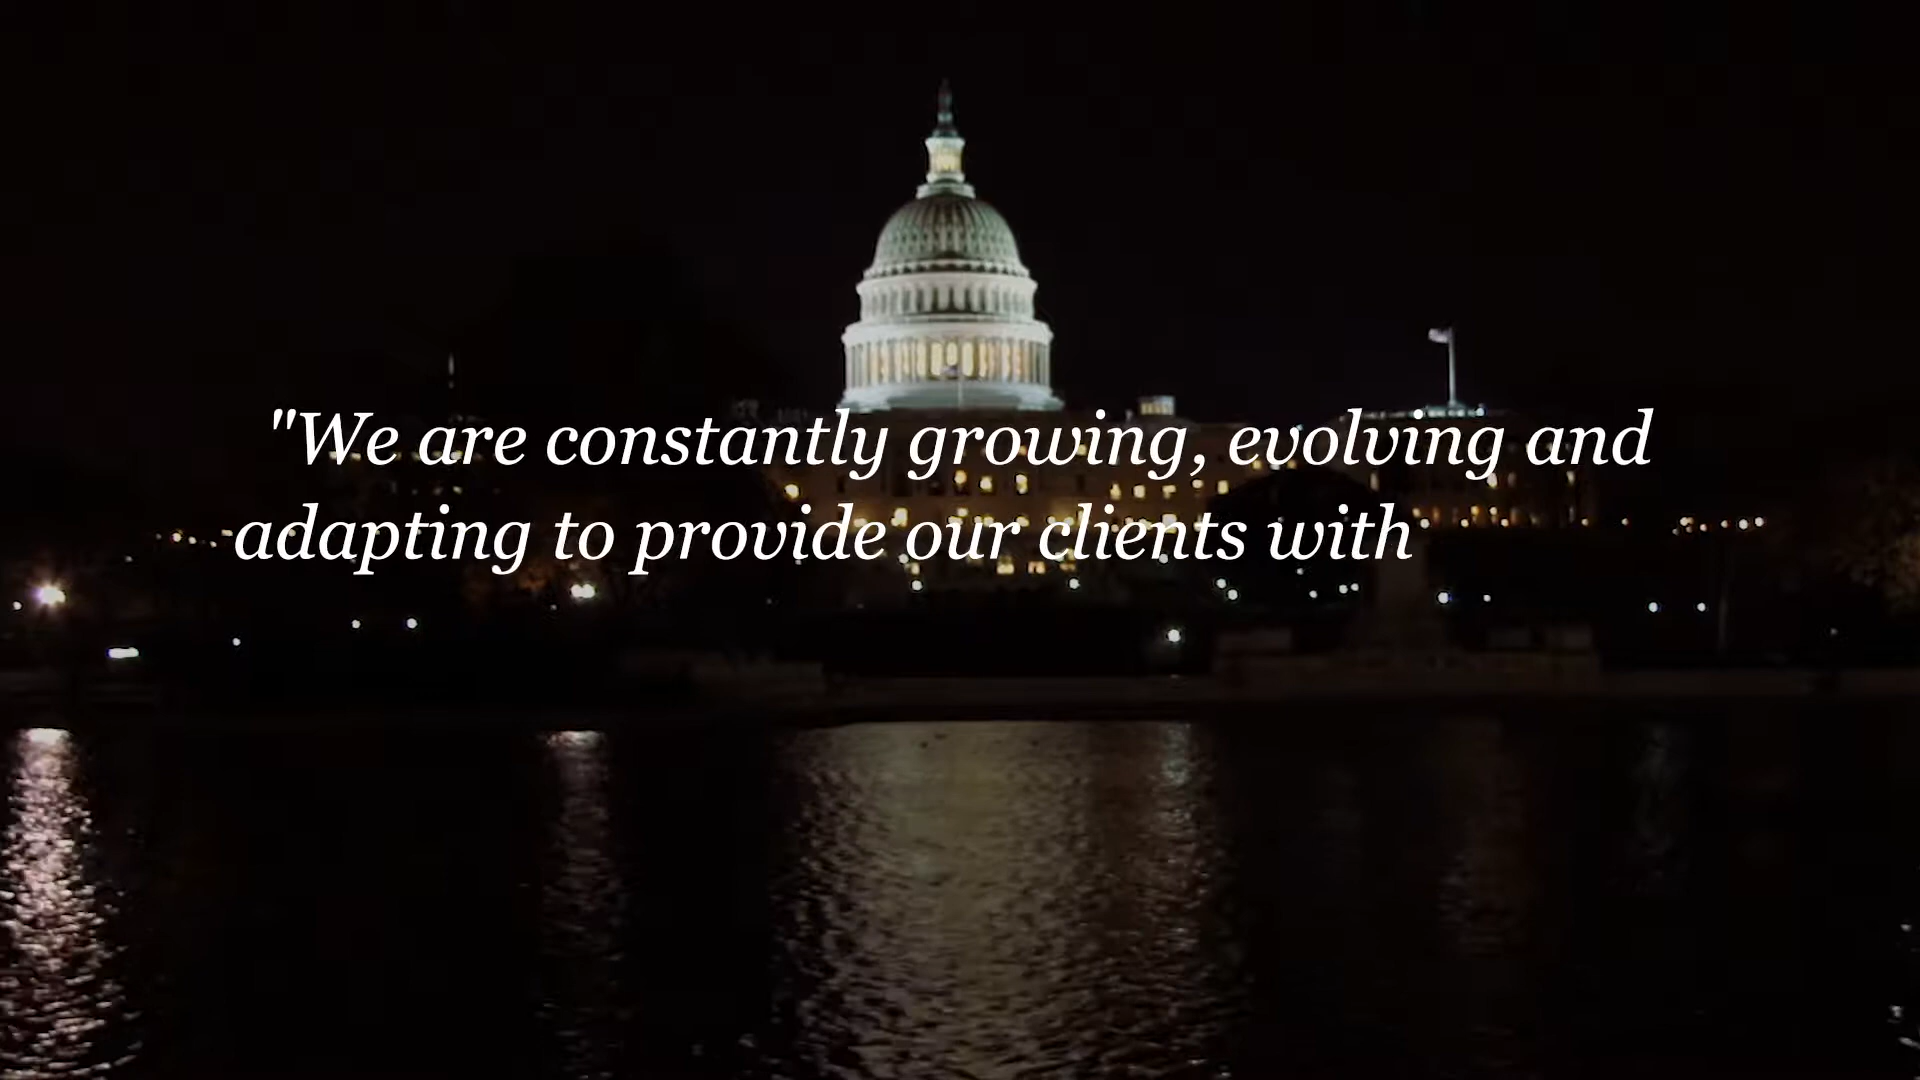 "We are constantly growing, evolving and
adapting to provide our clients with